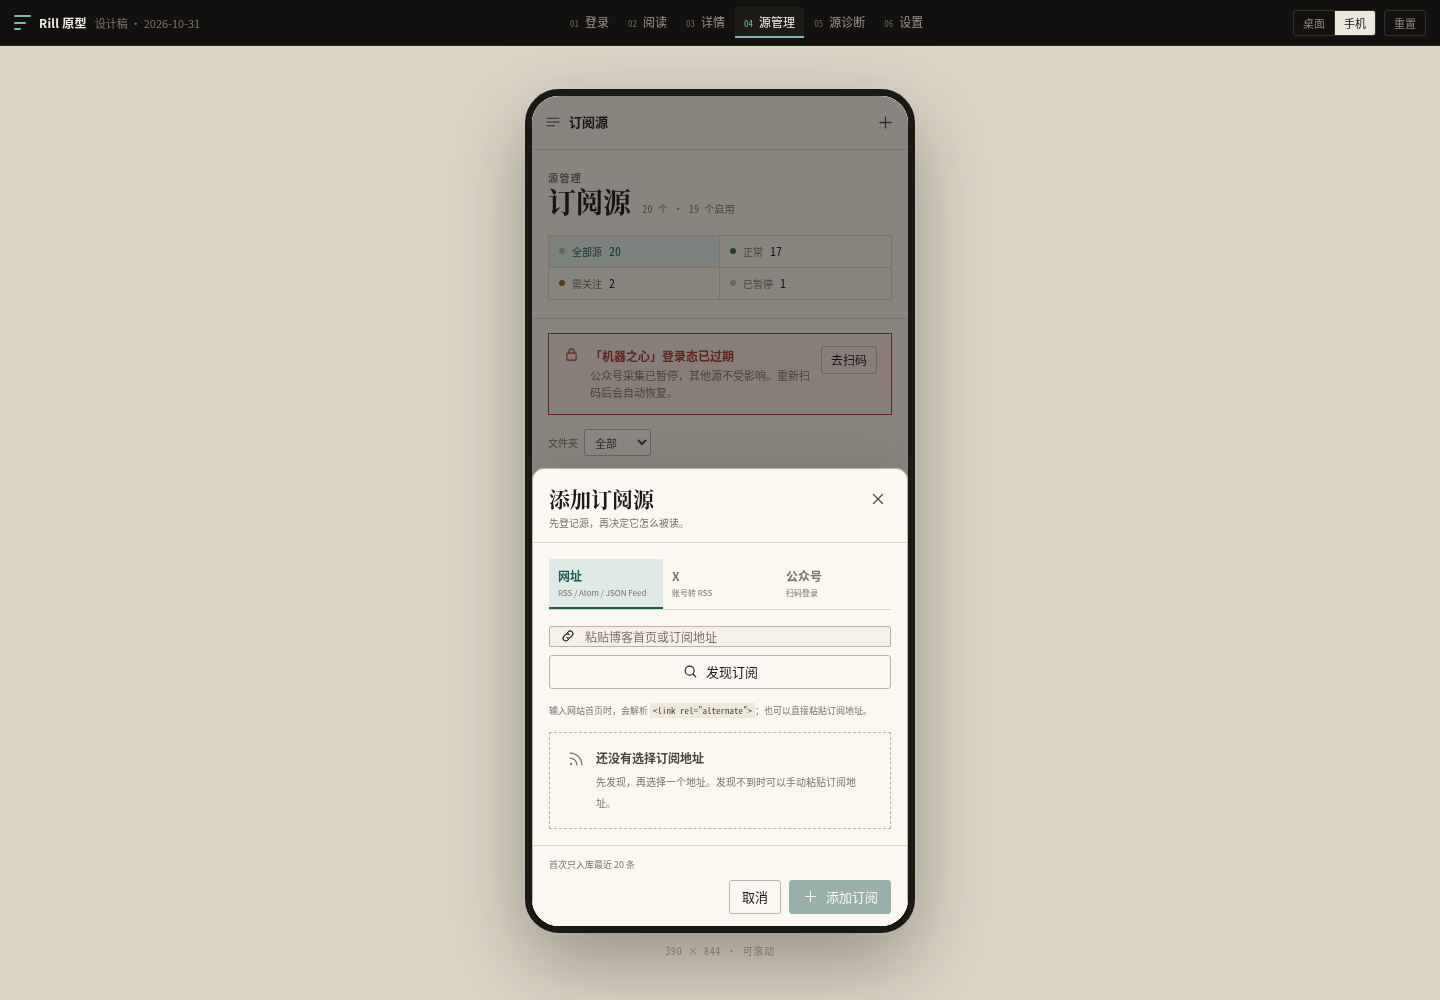 Rill 原型 设计稿 · 2026-10-31
01 登录 02 阅读 03 详情 04 源管理 05 源诊断 06 设置
桌面 手机 重置
订阅源
源管理
订阅源 20 个 · 19 个启用
全部源 20 正常 17
需关注 2 已暂停 1
「机器之心」登录态已过期
公众号采集已暂停，其他源不受影响。重新扫
码后会自动恢复。
去扫码
文件夹 全部
添加订阅源
先登记源，再决定它怎么被读。
网址 X 公众号
RSS / Atom / JSON Feed 账号转 RSS 扫码登录
粘贴博客首页或订阅地址
发现订阅
输入网站首页时，会解析 <link rel="alternate">；也可以直接粘贴订阅地址。
还没有选择订阅地址
先发现，再选择一个地址。发现不到时可以手动粘贴订阅地
址。
首次只入库最近 20 条
取消 添加订阅
390 × 844 · 可滚动